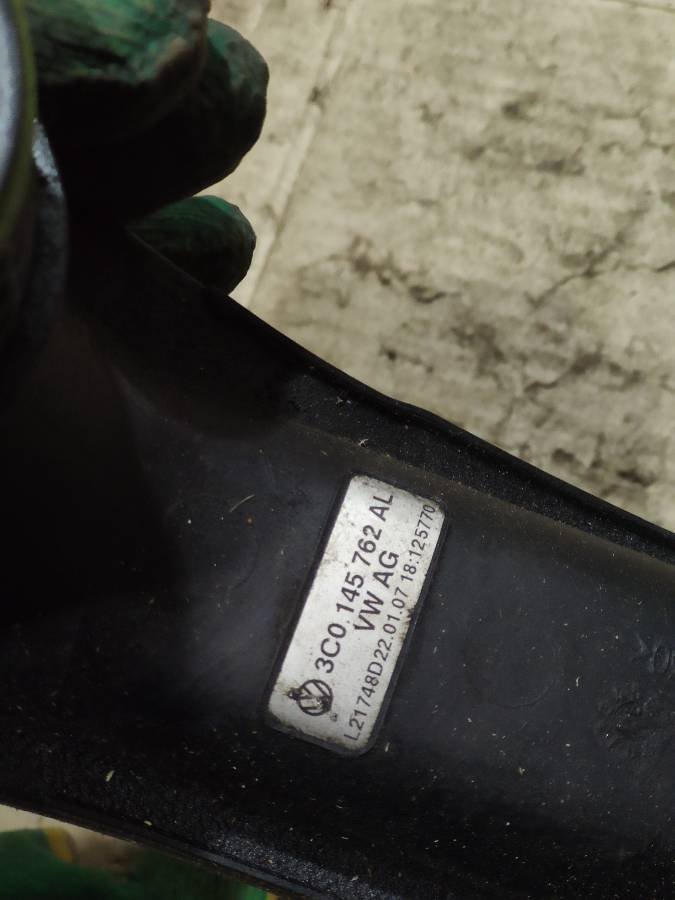 3C0 145 762 AL
VW AG
L21748D22.01.07 18:125770